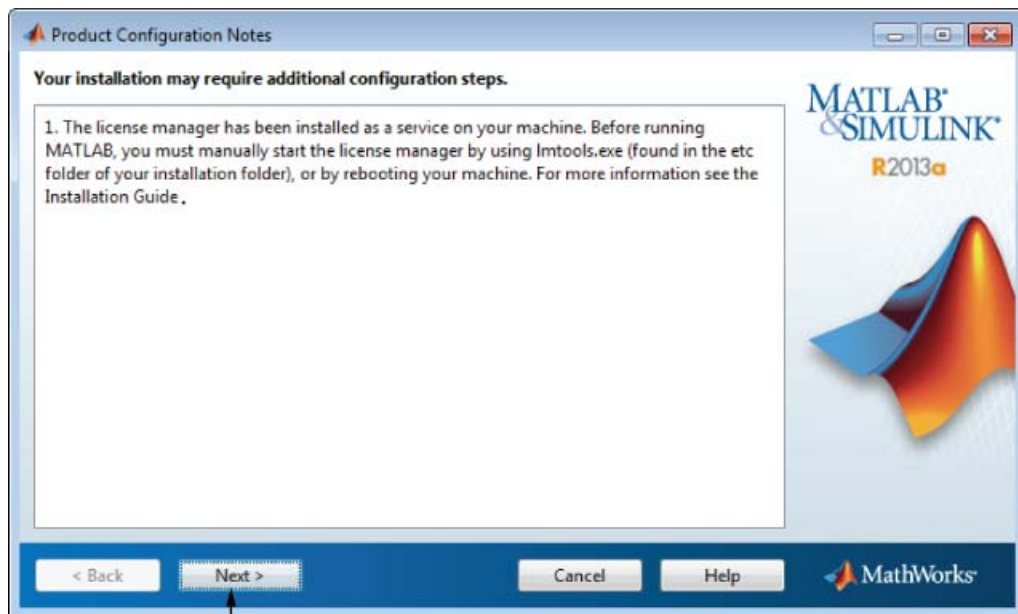 Product Configuration Notes
Your installation may require additional configuration steps.
1. The license manager has been installed as a service on your machine. Before running
MATLAB, you must manually start the license manager by using lmtools.exe (found in the etc
folder of your installation folder), or by rebooting your machine. For more information see the
Installation Guide.
MATLAB®
&SIMULINK®
R2013a
< Back
Next >
Cancel
Help
MathWorks®